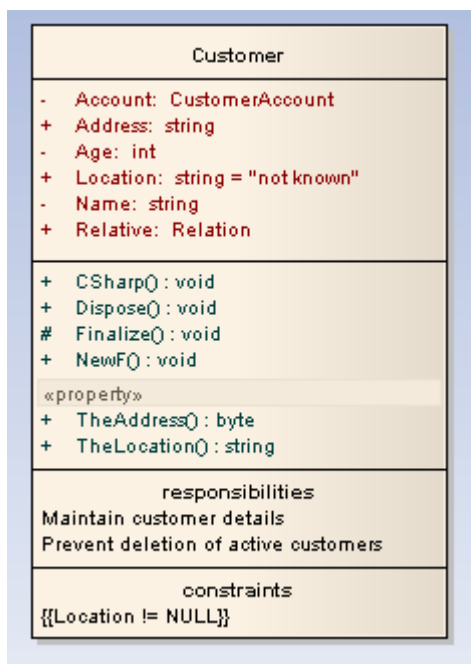 Customer
- Account: CustomerAccount
+ Address: string
- Age: int
+ Location: string = "not known"
- Name: string
+ Relative: Relation
+ CSharp() : void
+ Dispose() : void
# Finalize() : void
+ NewF() : void
«property»
+ TheAddress() : byte
+ TheLocation() : string
responsibilities
Maintain customer details
Prevent deletion of active customers
constraints
{{Location != NULL}}